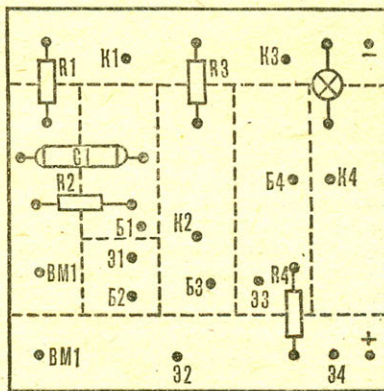 R1 К1 R3 К3 −
С1
R2 Б4 К4
Б1 К2
Э1
ВМ1 Б2 Б3 Э3 R4
+
ВМ1 Э2 Э4